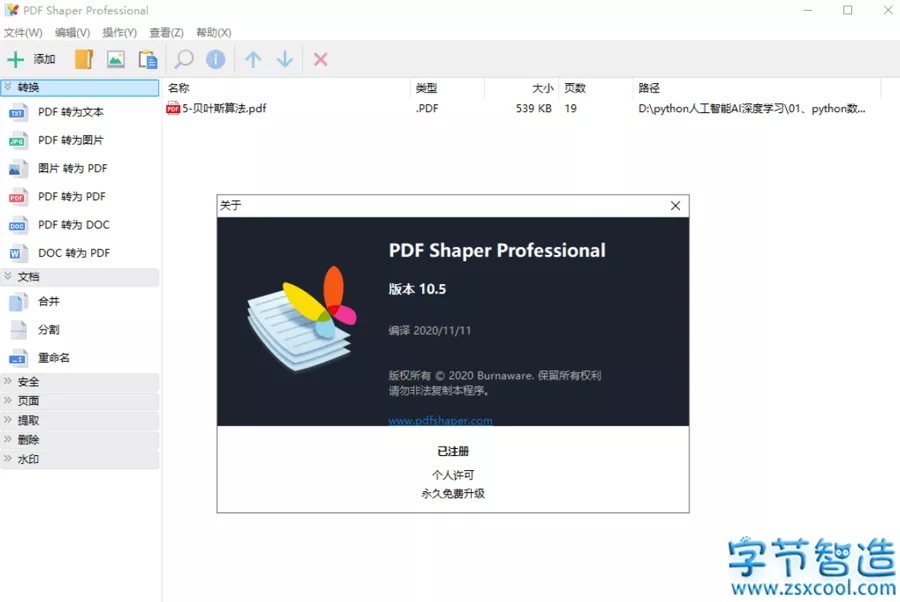 PDF Shaper Professional
文件(W) 编辑(V) 操作(Y) 查看(Z) 帮助(X)
添加
转换
PDF 转为文本
PDF 转为图片
图片 转为 PDF
PDF 转为 PDF
PDF 转为 DOC
DOC 转为 PDF
文档
合并
分割
重命名
安全
页面
提取
删除
水印
名称 类型 大小 页数 路径
5-贝叶斯算法.pdf .PDF 539 KB 19 D:\python人工智能AI深度学习\01、python数...
关于
PDF Shaper Professional
版本 10.5
编译 2020/11/11
版权所有 © 2020 Burnaware. 保留所有权利
请勿非法复制本程序。
www.pdfshaper.com
已注册
个人许可
永久免费升级
字节智造
www.zsxcool.com